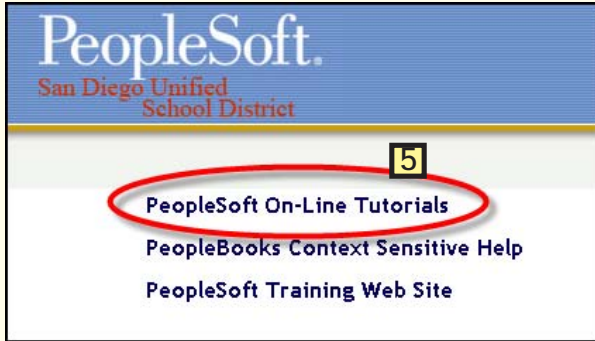 PeopleSoft.
San Diego Unified
School District
5
PeopleSoft On-Line Tutorials
PeopleBooks Context Sensitive Help
PeopleSoft Training Web Site